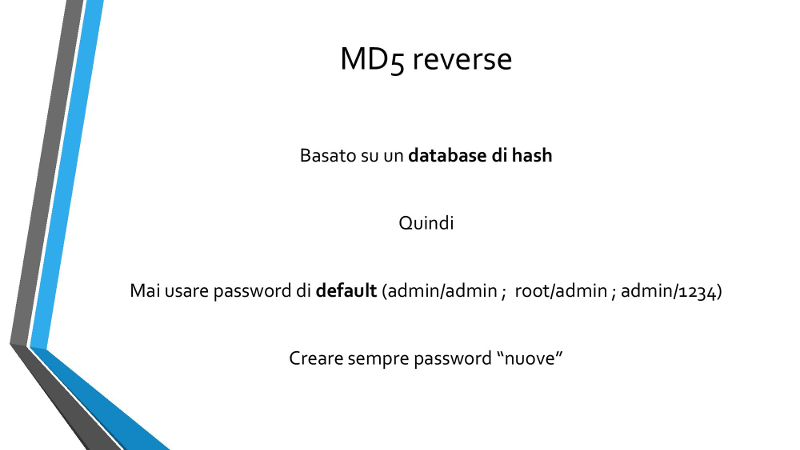 MD5 reverse
Basato su un database di hash
Quindi
Mai usare password di default (admin/admin ; root/admin ; admin/1234)
Creare sempre password “nuove”